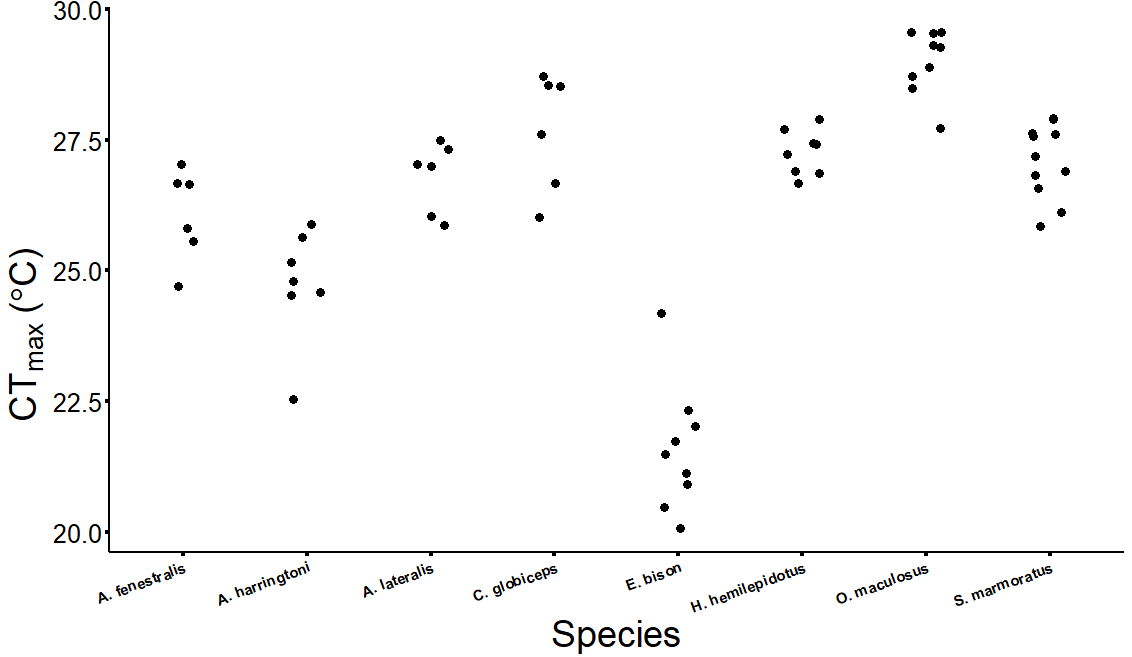 30.0
27.5
25.0
22.5
20.0
CTmax (°C)
A. fenestralis
A. harringtoni
A. lateralis
C. globiceps
E. bison
H. hemilepidotus
O. maculosus
S. marmoratus
Species